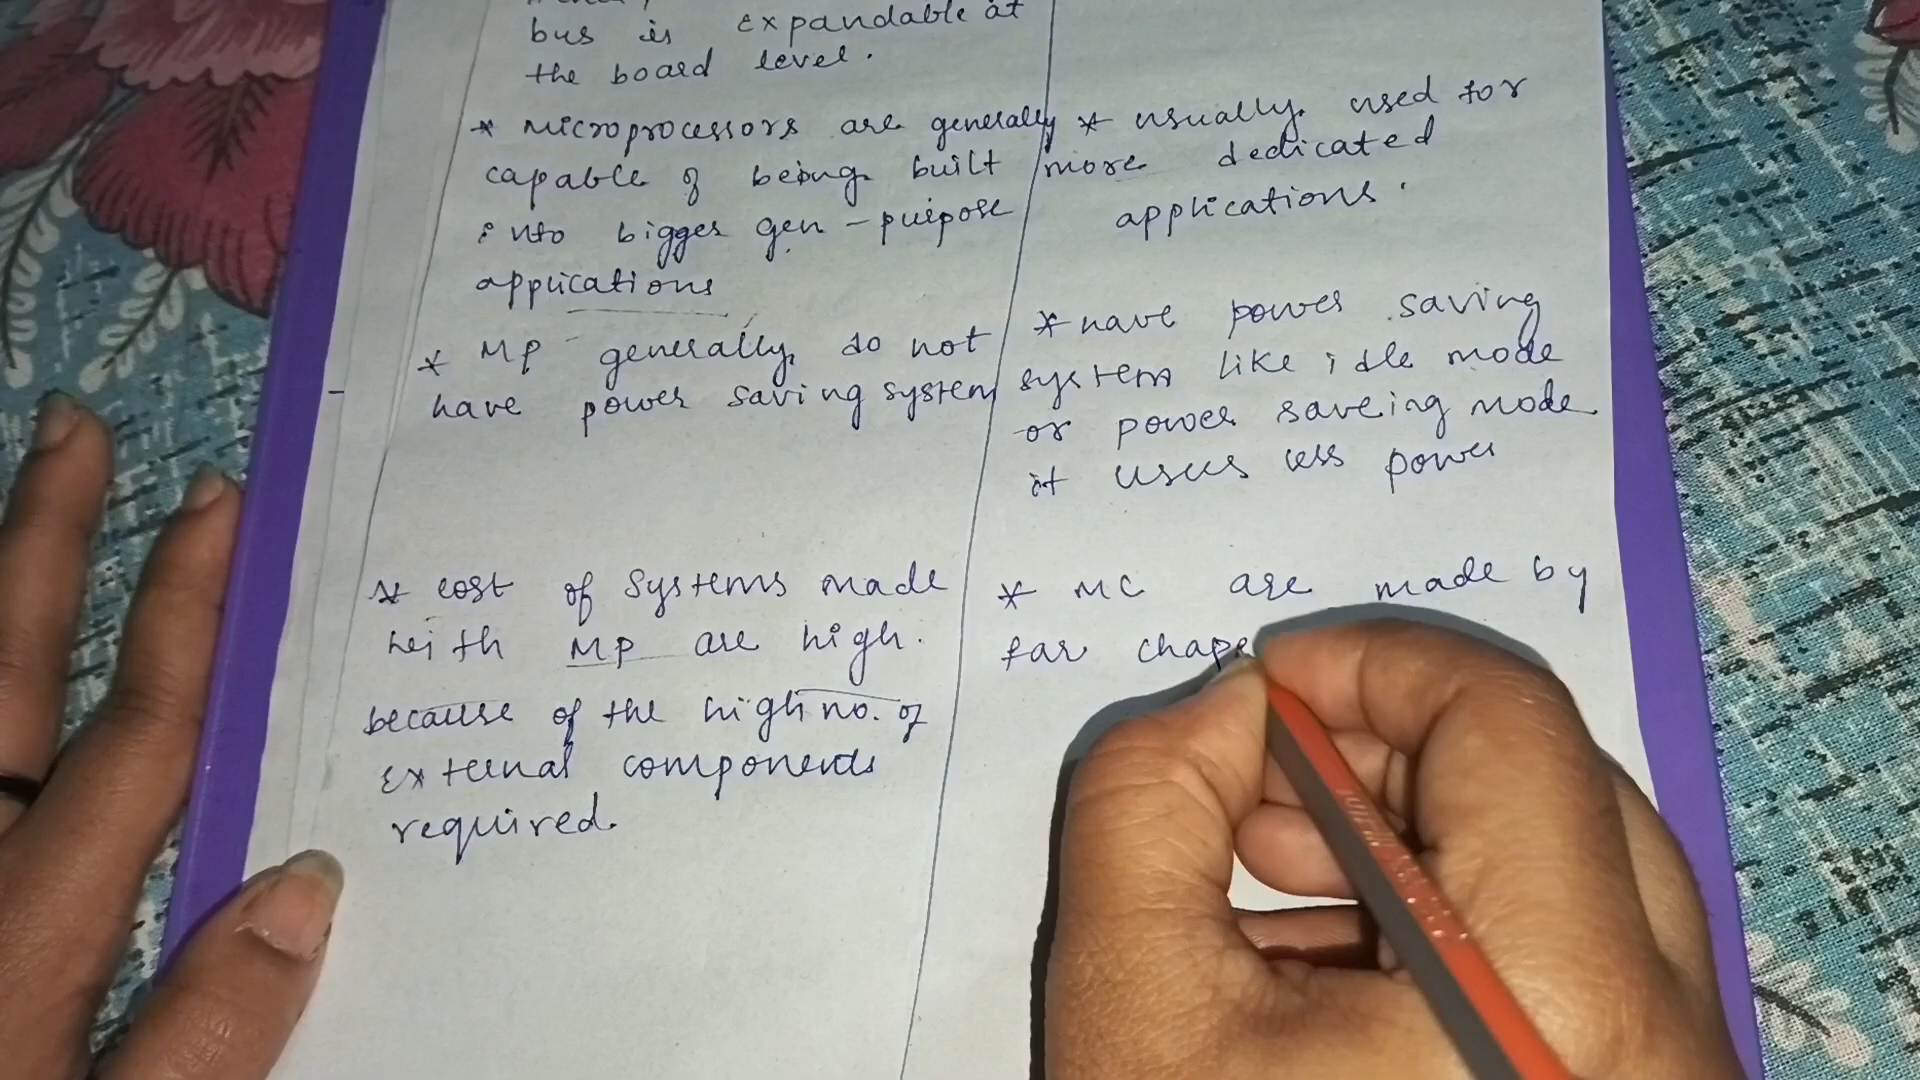 bus is expandable at
the board level.
* Microprocessors are generally
capable of being built
into bigger gen-purpose
applications
* MP generally do not
have power saving system
* cost of systems made
with MP are high.
because of the high no. of
external components
required.
* usually used for
more dedicated
applications.
* have power saving
system like idle mode
or power saveing mode
it uses less power
* MC are made by
far chape